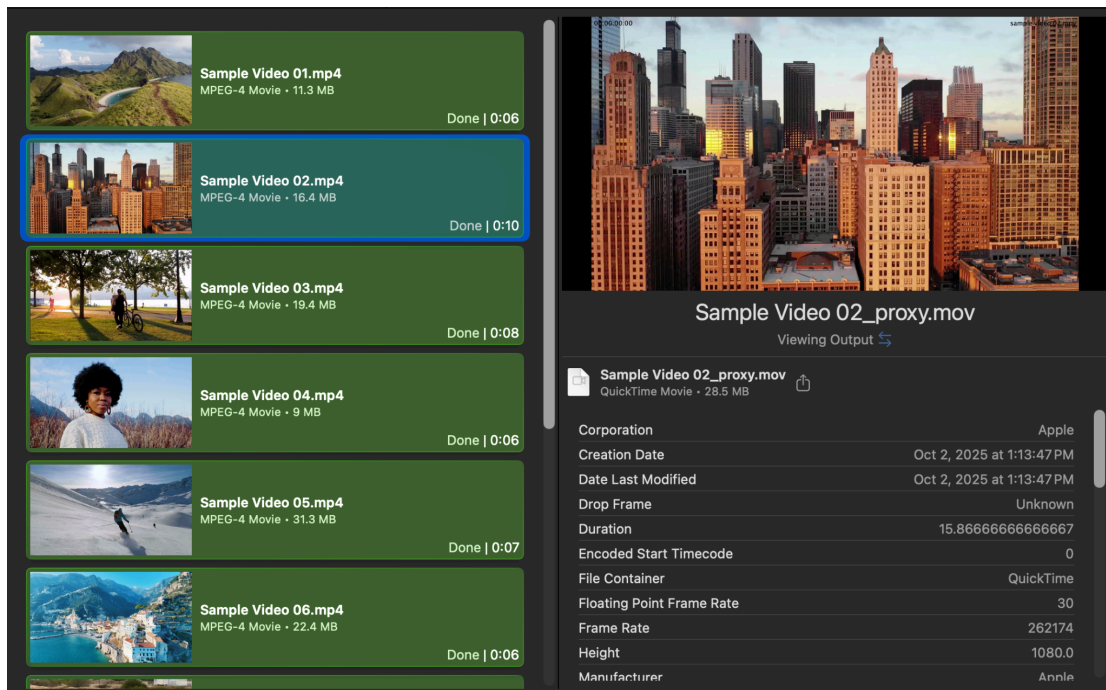 Sample Video 01.mp4
MPEG-4 Movie • 11.3 MB
Done | 0:06
Sample Video 02.mp4
MPEG-4 Movie • 16.4 MB
Done | 0:10
Sample Video 03.mp4
MPEG-4 Movie • 19.4 MB
Done | 0:08
Sample Video 04.mp4
MPEG-4 Movie • 9 MB
Done | 0:06
Sample Video 05.mp4
MPEG-4 Movie • 31.3 MB
Done | 0:07
Sample Video 06.mp4
MPEG-4 Movie • 22.4 MB
Done | 0:06
00:00:00:00
Sample Video 02_proxy.mov
Viewing Output
Sample Video 02_proxy.mov
QuickTime Movie • 28.5 MB
Corporation Apple
Creation Date Oct 2, 2025 at 1:13:47 PM
Date Last Modified Oct 2, 2025 at 1:13:47 PM
Drop Frame Unknown
Duration 15.86666666666667
Encoded Start Timecode 0
File Container QuickTime
Floating Point Frame Rate 30
Frame Rate 262174
Height 1080.0
Manufacturer Apple